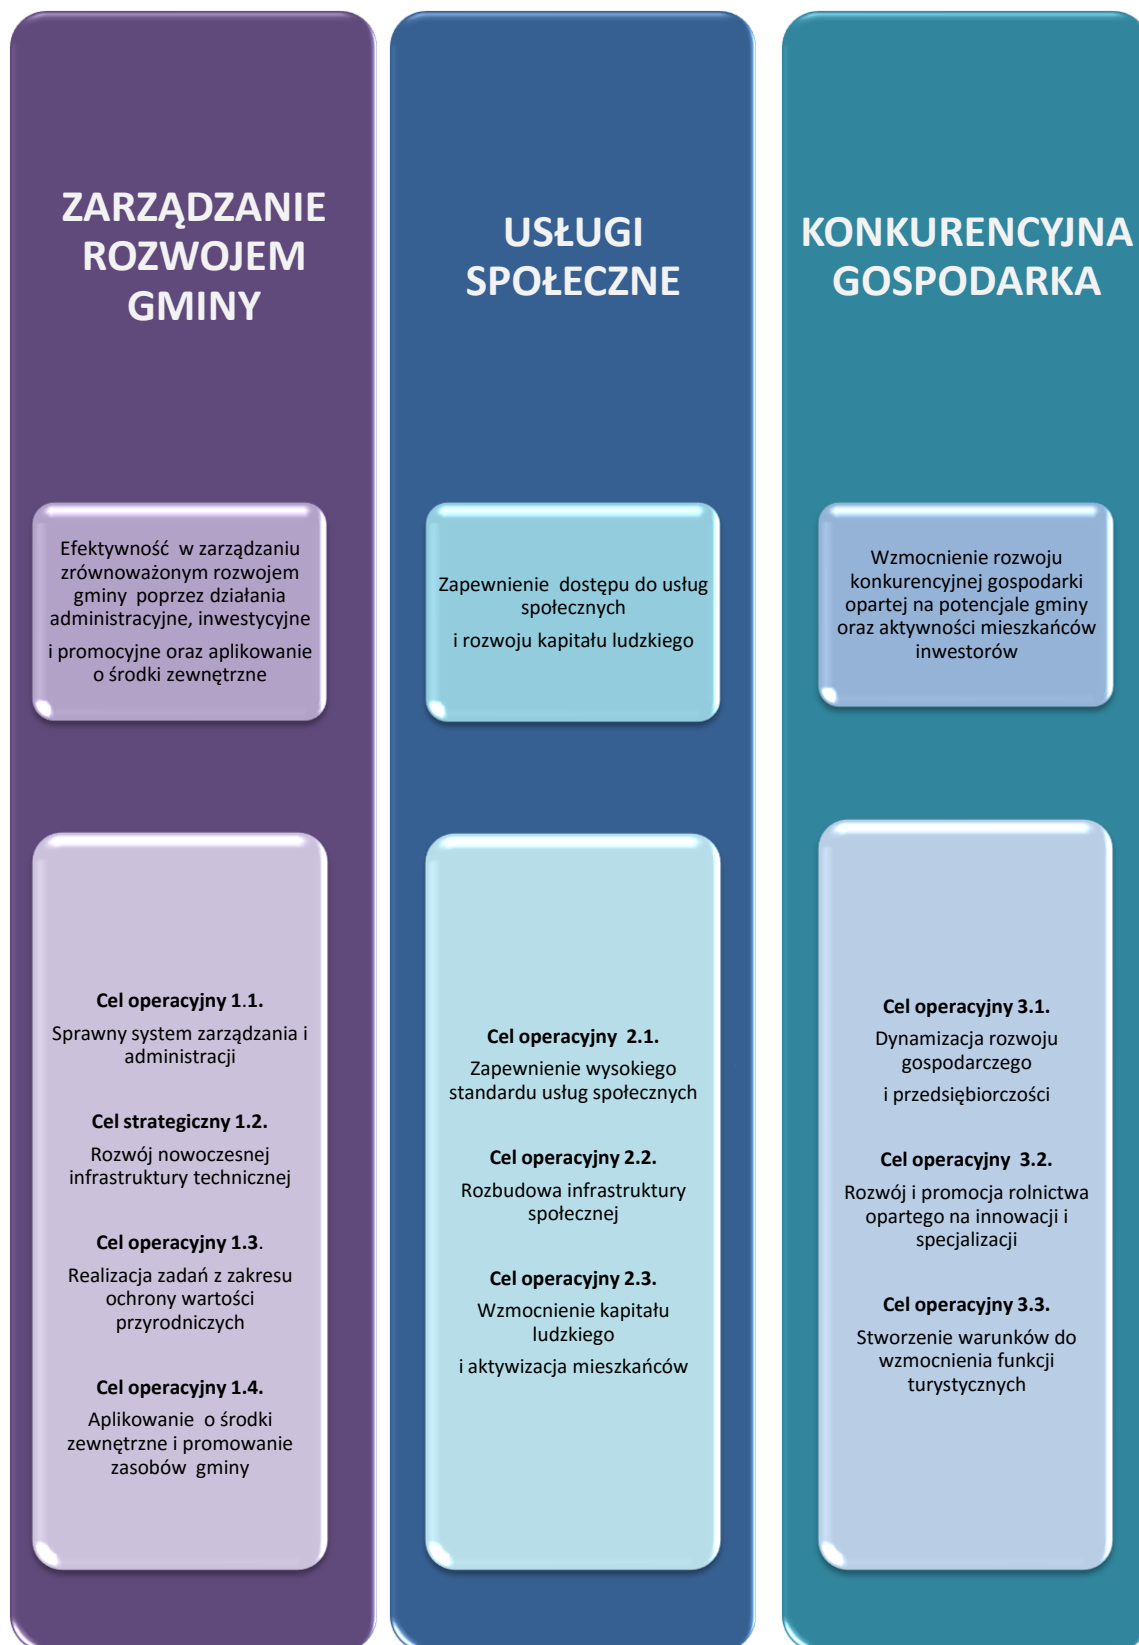 ZARZĄDZANIE
ROZWOJEM
GMINY
Efektywność w zarządzaniu
zrównoważonym rozwojem
gminy poprzez działania
administracyjne, inwestycyjne
i promocyjne oraz aplikowanie
o środki zewnętrzne
Cel operacyjny 1.1.
Sprawny system zarządzania i
administracji
Cel strategiczny 1.2.
Rozwój nowoczesnej
infrastruktury technicznej
Cel operacyjny 1.3.
Realizacja zadań z zakresu
ochrony wartości
przyrodniczych
Cel operacyjny 1.4.
Aplikowanie o środki
zewnętrzne i promowanie
zasobów gminy
USŁUGI
SPOŁECZNE
Zapewnienie dostępu do usług
społecznych
i rozwoju kapitału ludzkiego
Cel operacyjny 2.1.
Zapewnienie wysokiego
standardu usług społecznych
Cel operacyjny 2.2.
Rozbudowa infrastruktury
społecznej
Cel operacyjny 2.3.
Wzmocnienie kapitału
ludzkiego
i aktywizacja mieszkańców
KONKURENCYJNA
GOSPODARKA
Wzmocnienie rozwoju
konkurencyjnej gospodarki
opartej na potencjale gminy
oraz aktywności mieszkańców
inwestorów
Cel operacyjny 3.1.
Dynamizacja rozwoju
gospodarczego
i przedsiębiorczości
Cel operacyjny 3.2.
Rozwój i promocja rolnictwa
opartego na innowacji i
specjalizacji
Cel operacyjny 3.3.
Stworzenie warunków do
wzmocnienia funkcji
turystycznych